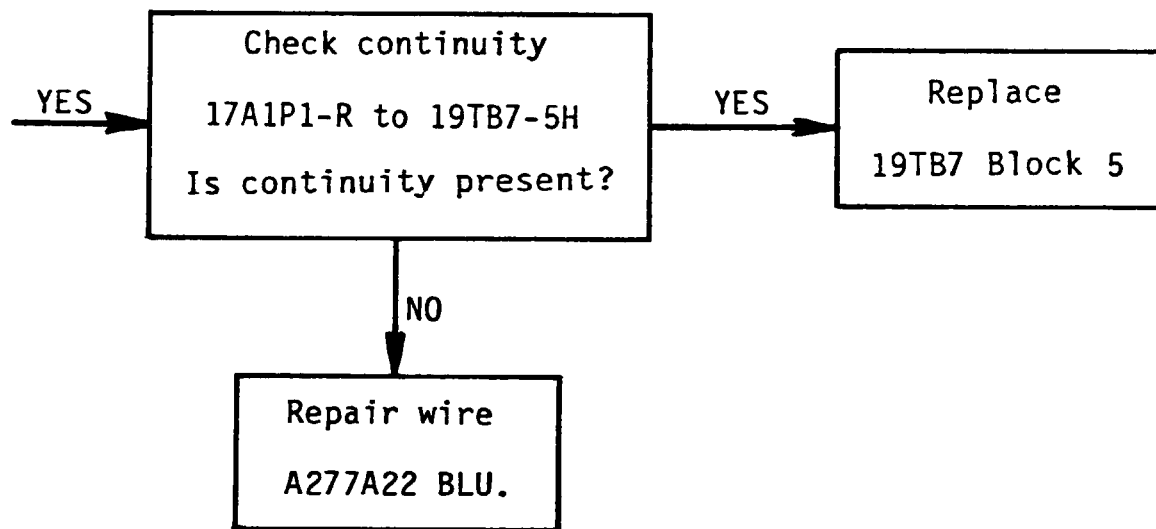 Check continuity
YES
17A1P1-R to 19TB7-5H
Is continuity present?
YES
Replace
19TB7 Block 5
NO
Repair wire
A277A22 BLU.